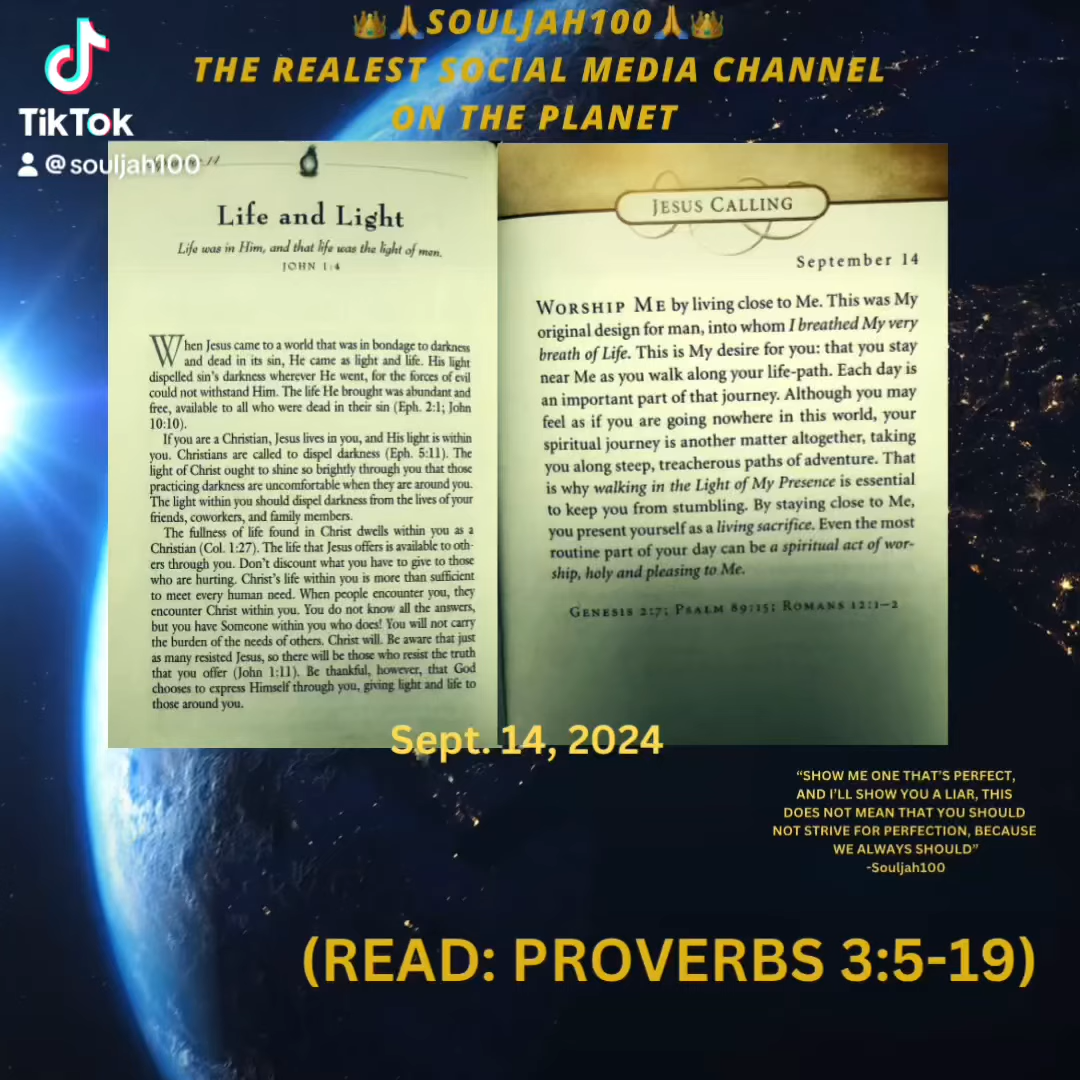 SOULJAH100
THE REALEST SOCIAL MEDIA CHANNEL
ON THE PLANET
TikTok
@souljah100
14
Life and Light
Life was in Him, and that life was the light of men.
JOHN 1:4
When Jesus came to a world that was in bondage to darkness
and dead in its sin, He came as light and life. His light
dispelled sin's darkness wherever He went, for the forces of evil
could not withstand Him. The life He brought was abundant and
free, available to all who were dead in their sin (Eph. 2:1; John
10:10).
If you are a Christian, Jesus lives in you, and His light is within
you. Christians are called to dispel darkness (Eph. 5:11). The
light of Christ ought to shine so brightly through you that those
practicing darkness are uncomfortable when they are around you.
The light within you should dispel darkness from the lives of your
friends, coworkers, and family members.
The fullness of life found in Christ dwells within you as a
Christian (Col. 1:27). The life that Jesus offers is available to oth-
ers through you. Don't discount what you have to give to those
who are hurting. Christ's life within you is more than sufficient
to meet every human need. When people encounter you, they
encounter Christ within you. You do not know all the answers,
but you have Someone within you who does! You will not carry
the burden of the needs of others. Christ will. Be aware that just
as many resisted Jesus, so there will be those who resist the truth
that you offer (John 1:11). Be thankful, however, that God
chooses to express Himself through you, giving light and life to
those around you.
JESUS CALLING
September 14
WORSHIP ME by living close to Me. This was My
original design for man, into whom I breathed My very
breath of Life. This is My desire for you: that you stay
near Me as you walk along your life-path. Each day is
an important part of that journey. Although you may
feel as if you are going nowhere in this world, your
spiritual journey is another matter altogether, taking
you along steep, treacherous paths of adventure. That
is why walking in the Light of My Presence is essential
to keep you from stumbling. By staying close to Me,
you present yourself as a living sacrifice. Even the most
routine part of your day can be a spiritual act of wor-
ship, holy and pleasing to Me.
GENESIS 2:7; PSALM 89:15; ROMANS 12:1–2
Sept. 14, 2024
“SHOW ME ONE THAT’S PERFECT,
AND I’LL SHOW YOU A LIAR, THIS
DOES NOT MEAN THAT YOU SHOULD
NOT STRIVE FOR PERFECTION, BECAUSE
WE ALWAYS SHOULD”
-Souljah100
(READ: PROVERBS 3:5-19)